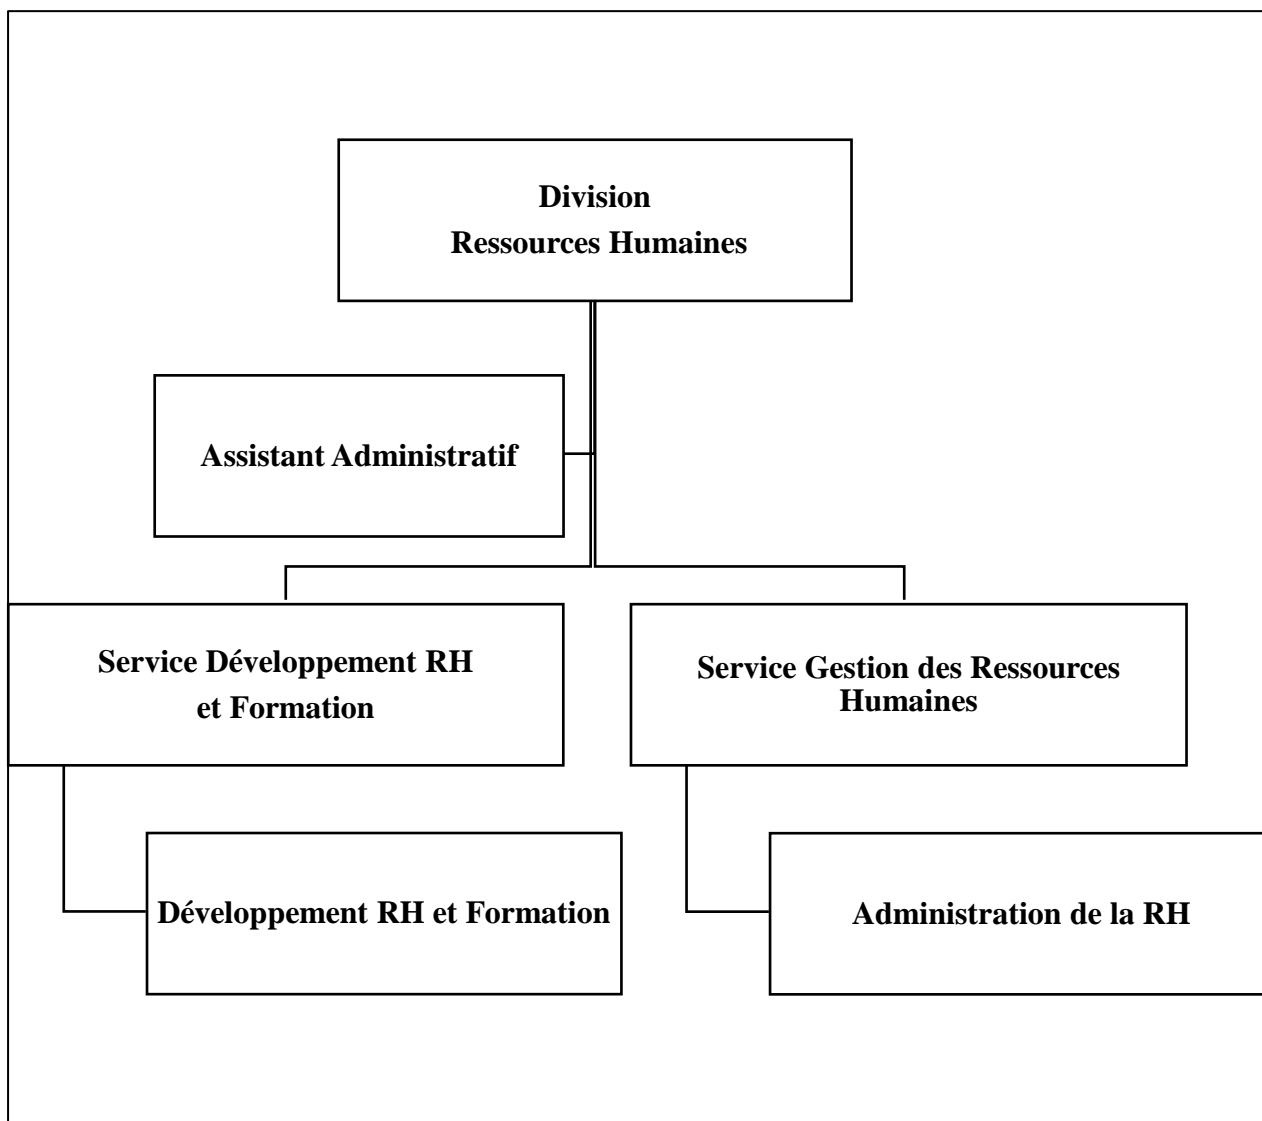 Division
Ressources Humaines
Assistant Administratif
Service Développement RH
et Formation
Service Gestion des Ressources
Humaines
Développement RH et Formation
Administration de la RH